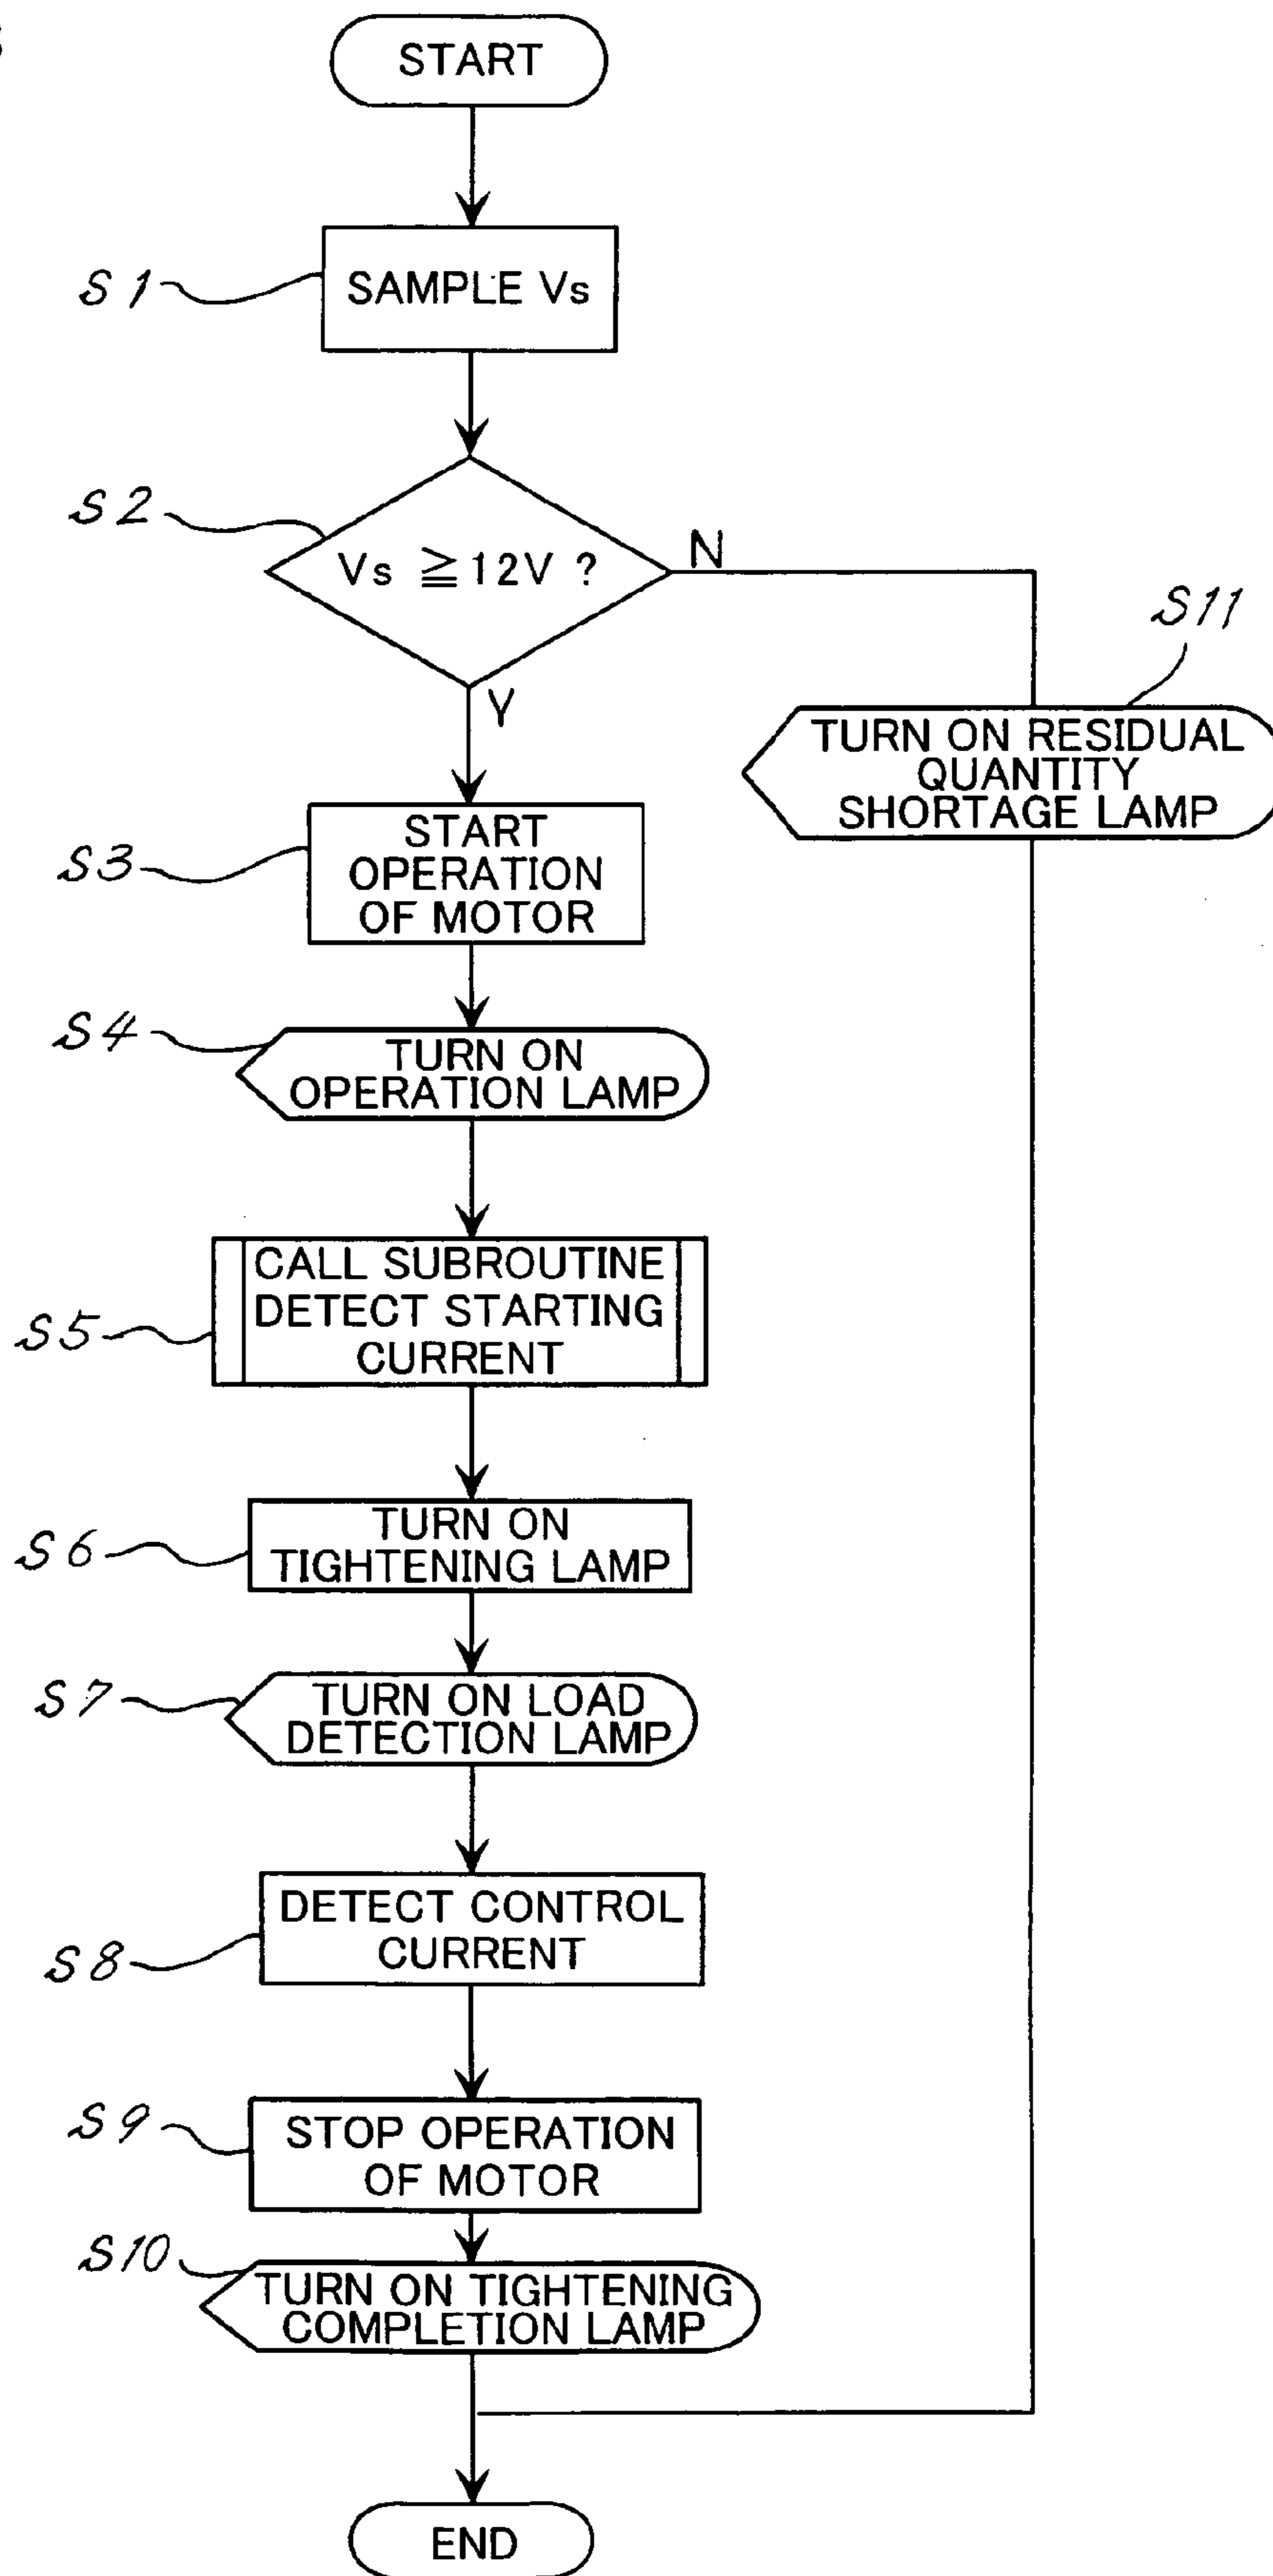 START
S1
SAMPLE Vs
S2
Vs ≧ 12V ?
N
Y
S11
TURN ON RESIDUAL
QUANTITY
SHORTAGE LAMP
S3
START
OPERATION
OF MOTOR
S4
TURN ON
OPERATION LAMP
S5
CALL SUBROUTINE
DETECT STARTING
CURRENT
S6
TURN ON
TIGHTENING LAMP
S7
TURN ON LOAD
DETECTION LAMP
S8
DETECT CONTROL
CURRENT
S9
STOP OPERATION
OF MOTOR
S10
TURN ON TIGHTENING
COMPLETION LAMP
END